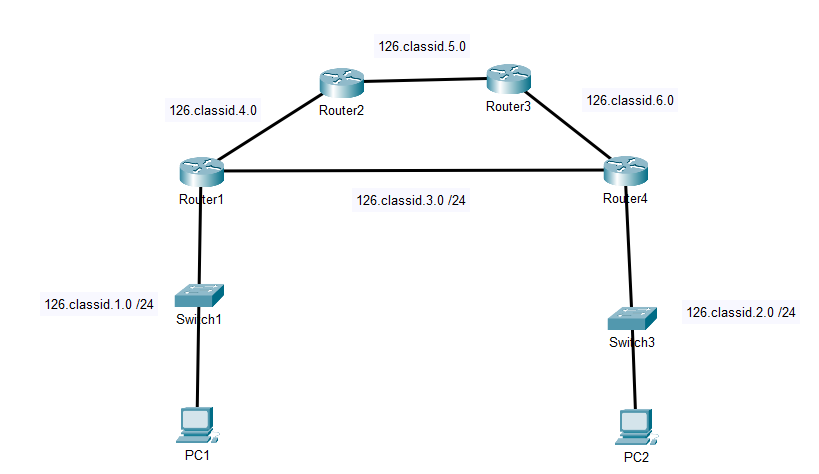 126.classid.5.0
Router2
Router3
126.classid.4.0
126.classid.6.0
Router1
126.classid.3.0 /24
Router4
126.classid.1.0 /24
Switch1
126.classid.2.0 /24
Switch3
PC1
PC2